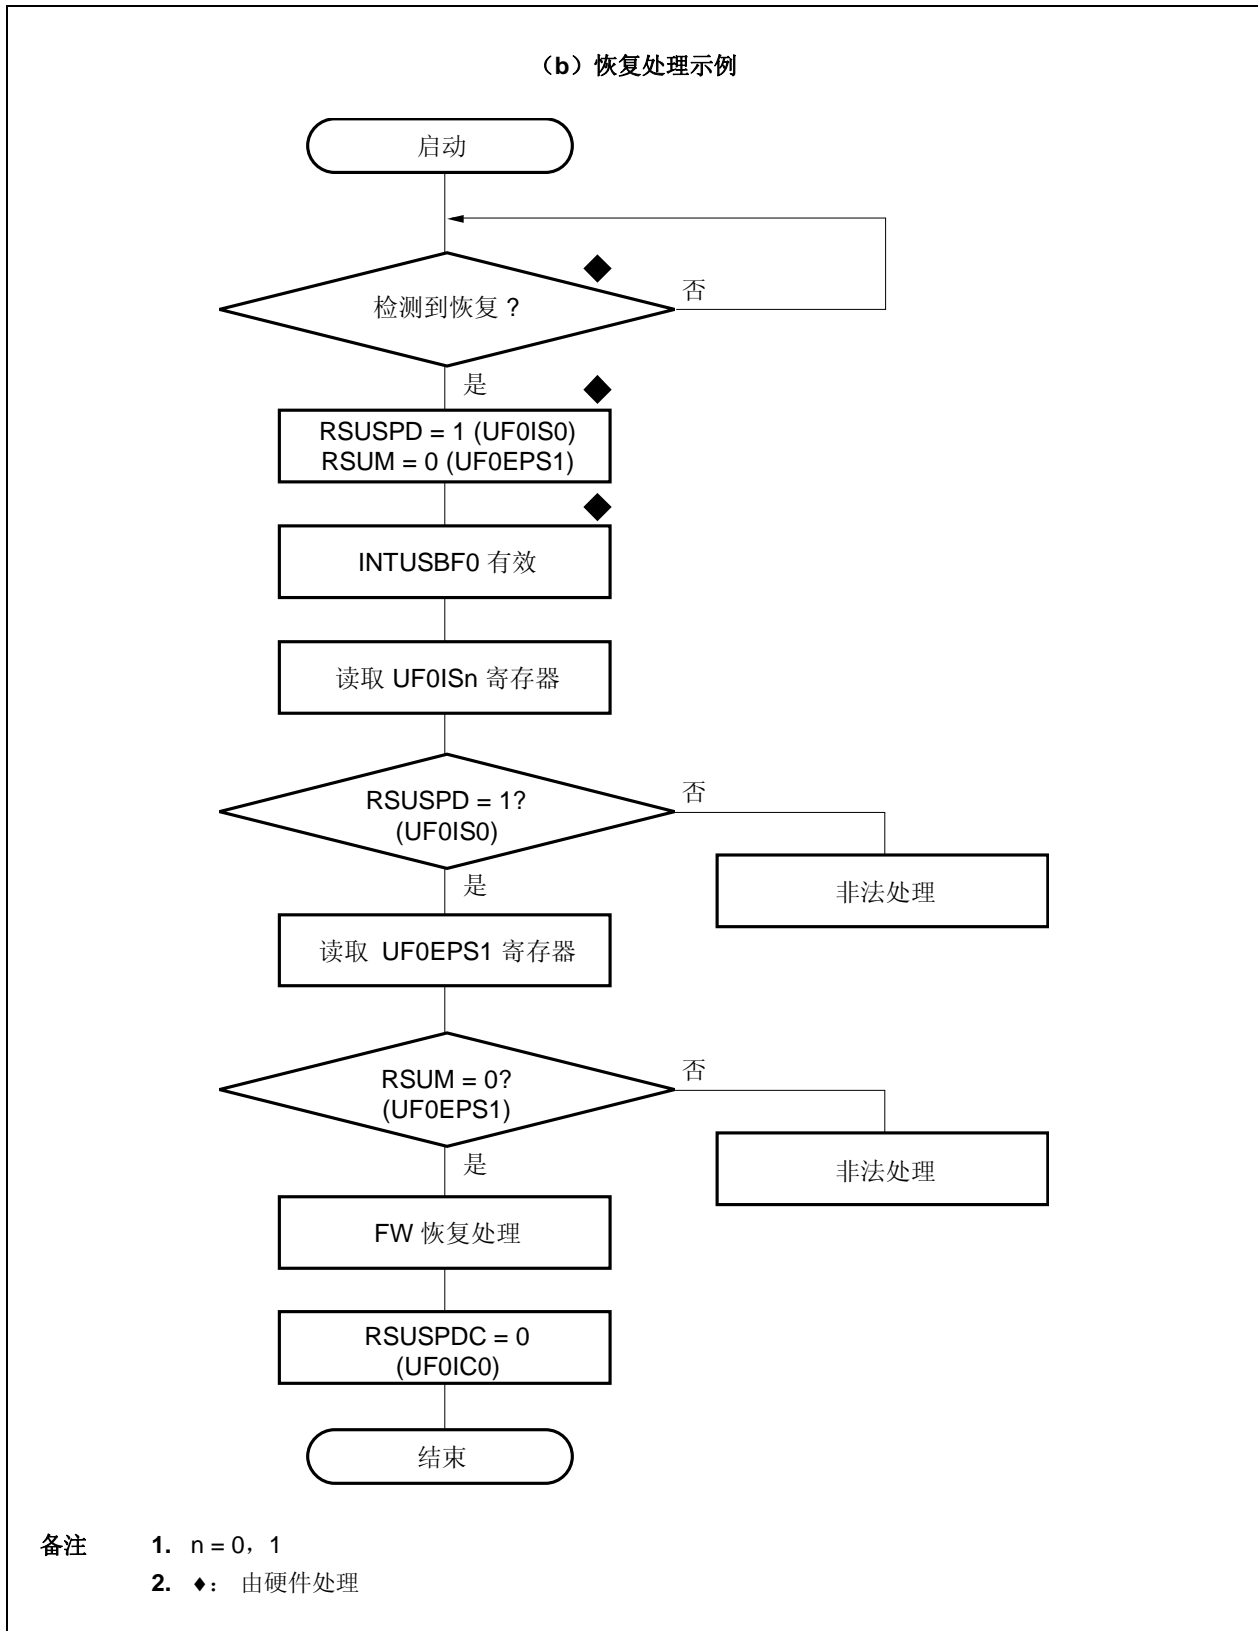 （b）恢复处理示例
启动
检测到恢复？
否
是
RSUSPD = 1 (UF0IS0)
RSUM = 0 (UF0EPS1)
INTUSBF0 有效
读取 UF0ISn 寄存器
RSUSPD = 1?
(UF0IS0)
否
非法处理
是
读取 UF0EPS1 寄存器
RSUM = 0?
(UF0EPS1)
否
非法处理
是
FW 恢复处理
RSUSPDC = 0
(UF0IC0)
结束
备注 1. n = 0，1
2. ♦： 由硬件处理